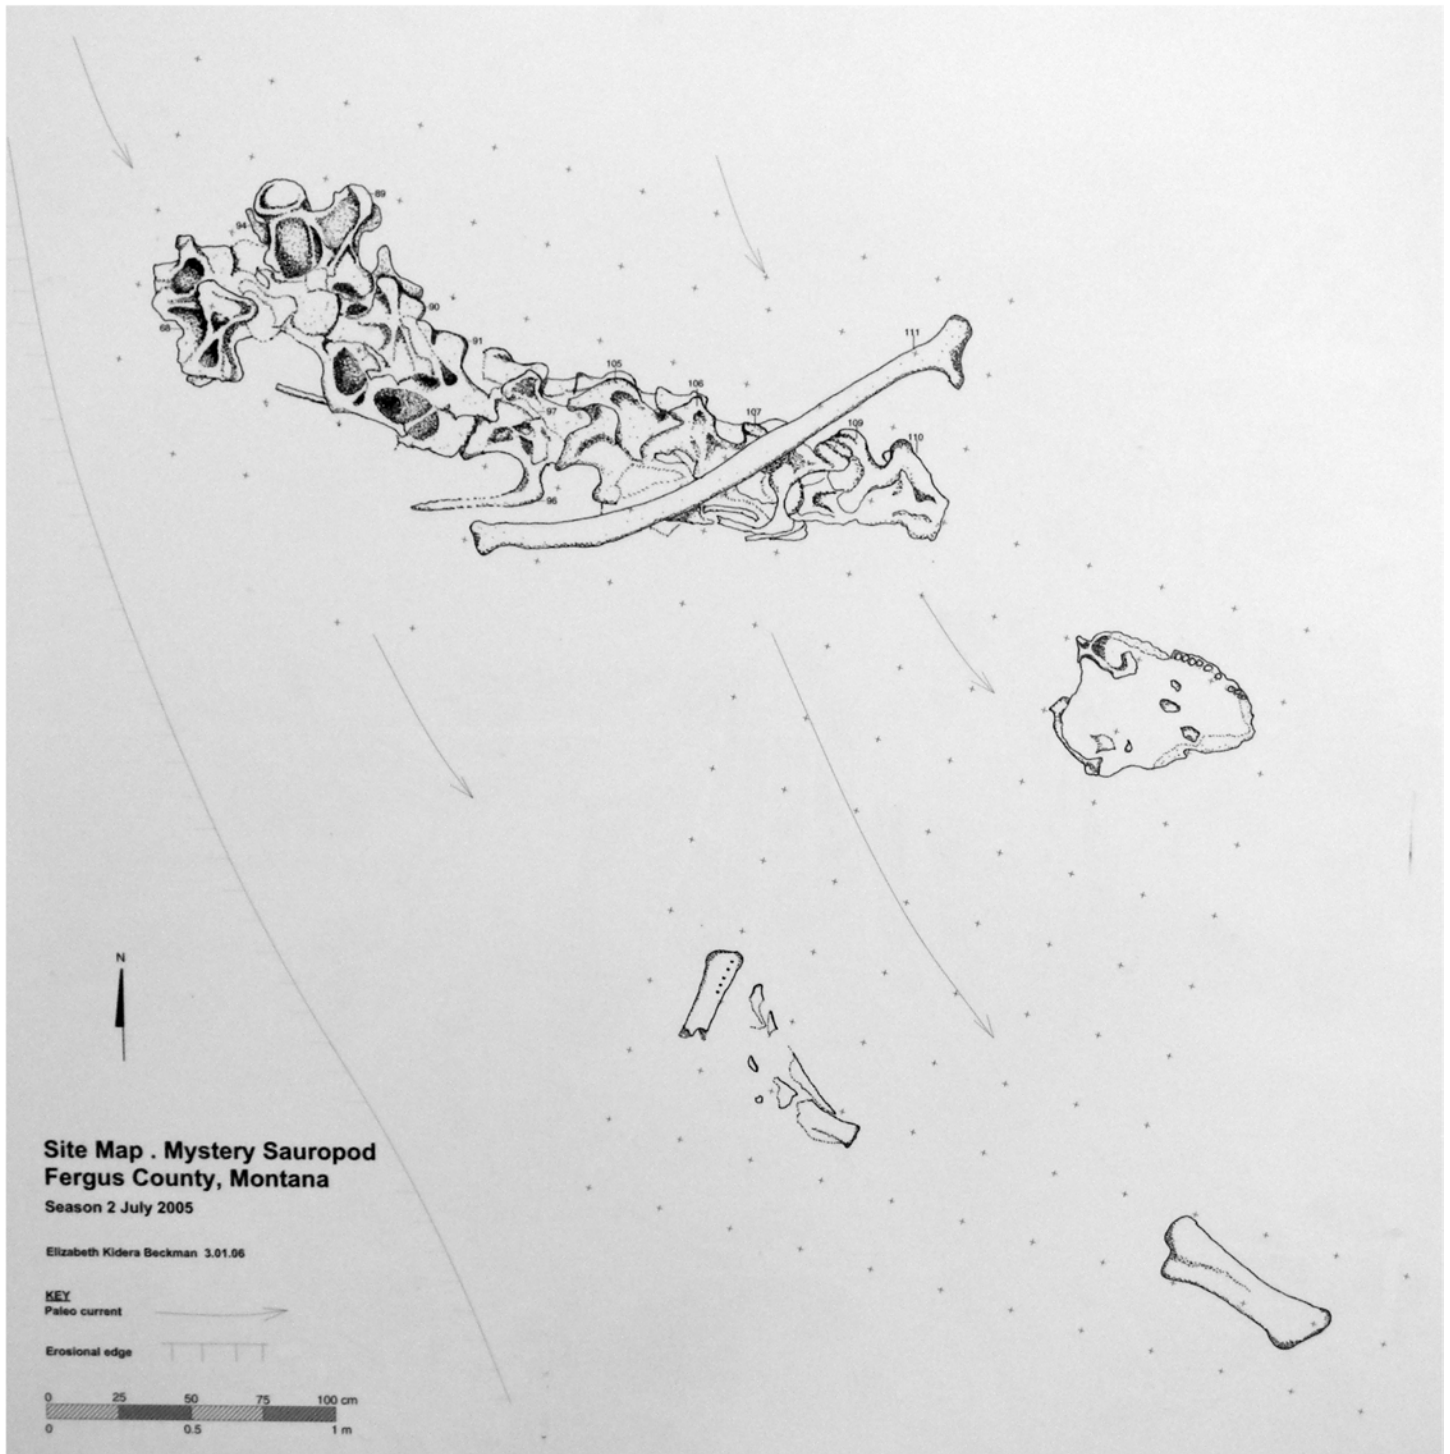 89
94
68
90
91
111
105
106
97
107
109
110
96
N
Site Map . Mystery Sauropod
Fergus County, Montana
Season 2 July 2005
Elizabeth Kidera Beckman 3.01.06
KEY
Paleo current
Erosional edge
0 25 50 75 100 cm
0 0.5 1 m